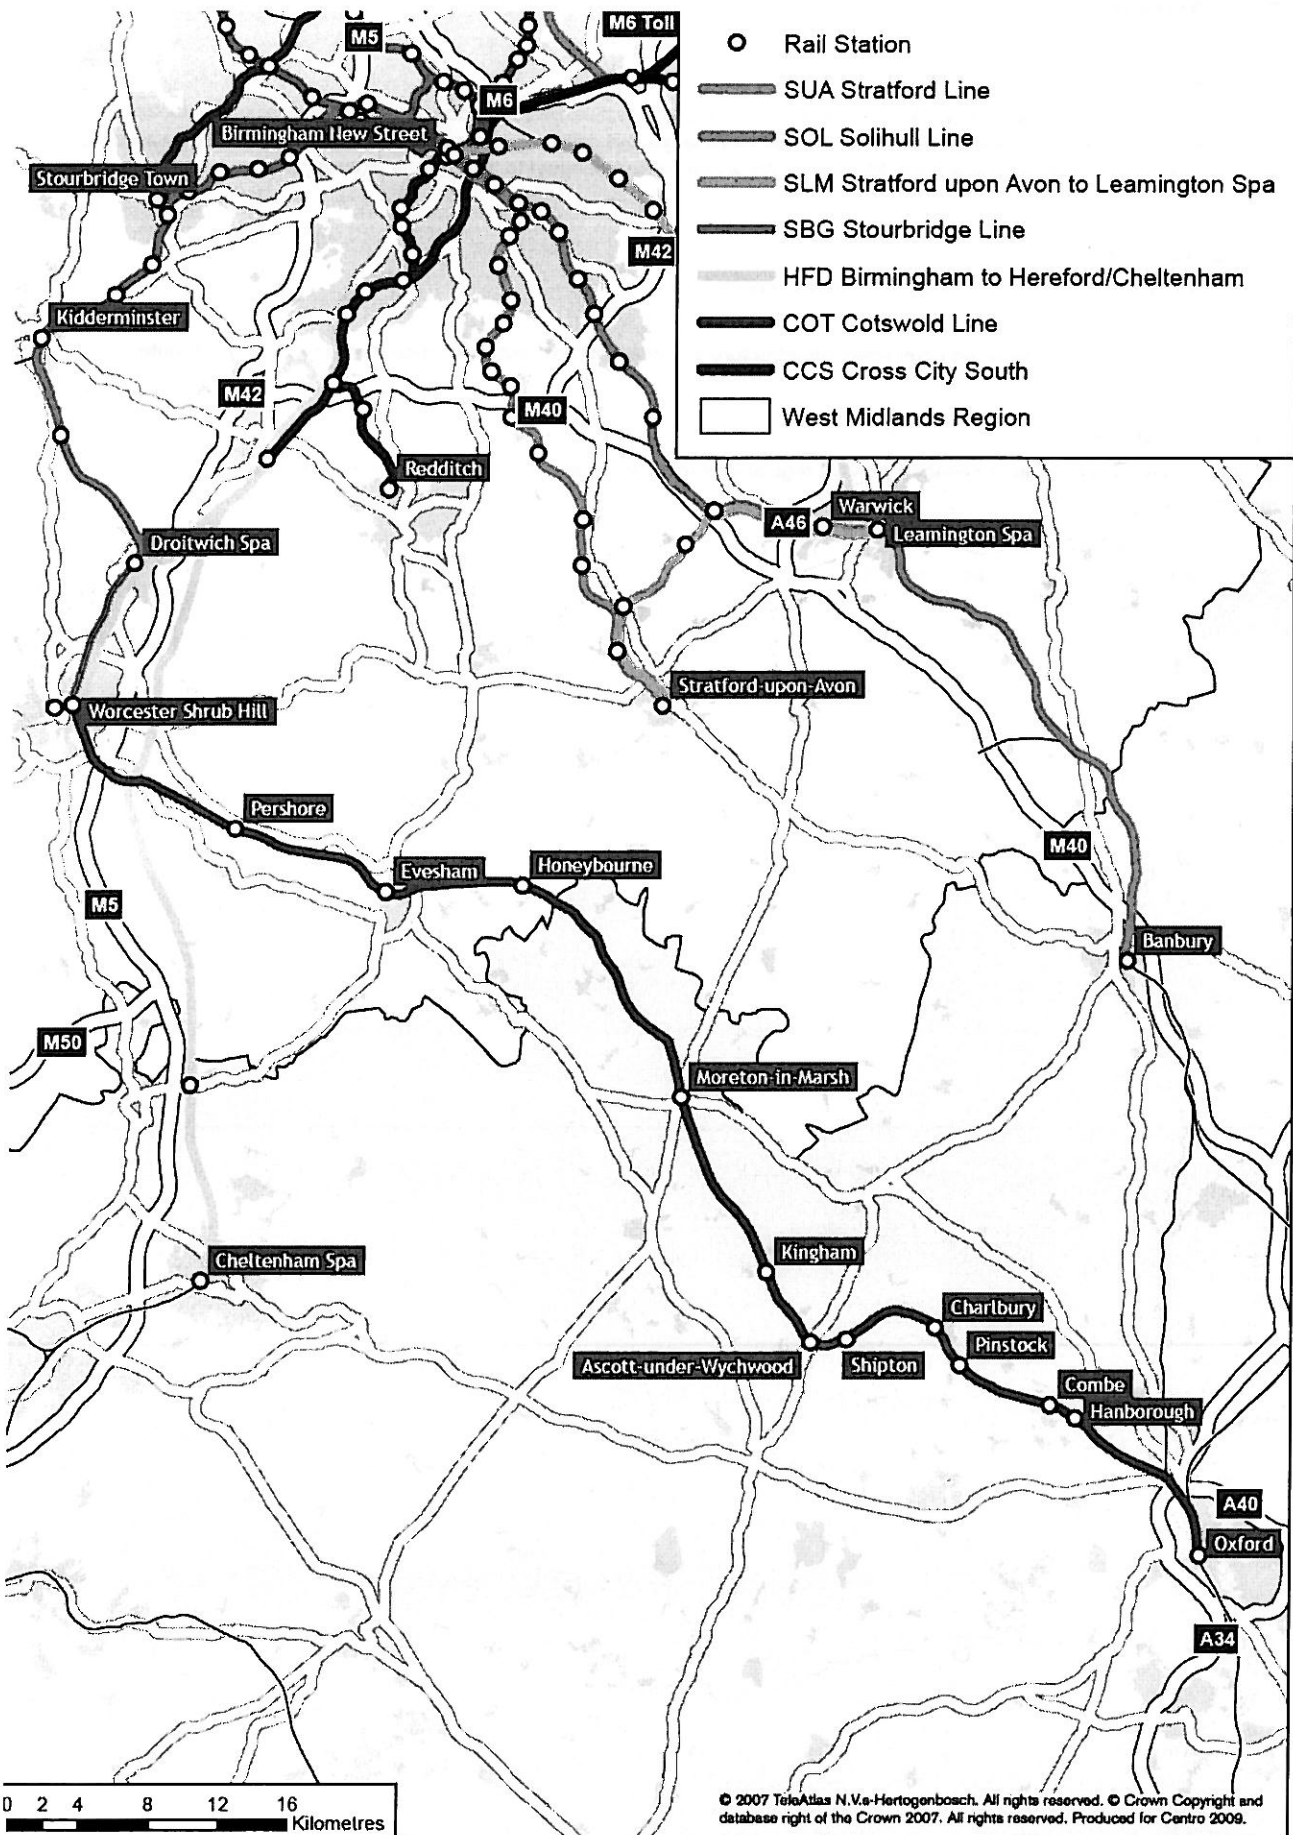 M6 Toll
M5
Rail Station
SUA Stratford Line
M6
SOL Solihull Line
Birmingham New Street
Stourbridge Town
SLM Stratford upon Avon to Leamington Spa
SBG Stourbridge Line
M42
HFD Birmingham to Hereford/Cheltenham
Kidderminster
COT Cotswold Line
CCS Cross City South
M42
M40
West Midlands Region
Redditch
Warwick
A46
Leamington Spa
Droitwich Spa
Stratford-upon-Avon
Worcester Shrub Hill
Pershore
M40
Honeybourne
Evesham
M5
Banbury
M50
Moreton-in-Marsh
Kingham
Cheltenham Spa
Charlbury
Pinstock
Ascott-under-Wychwood
Shipton
Combe
Hanborough
A40
Oxford
A34
0 2 4 8 12 16
Kilometres
© 2007 TeleAtlas N.V.s-Hertogenbosch. All rights reserved. © Crown Copyright and
database right of the Crown 2007. All rights reserved. Produced for Centro 2009.